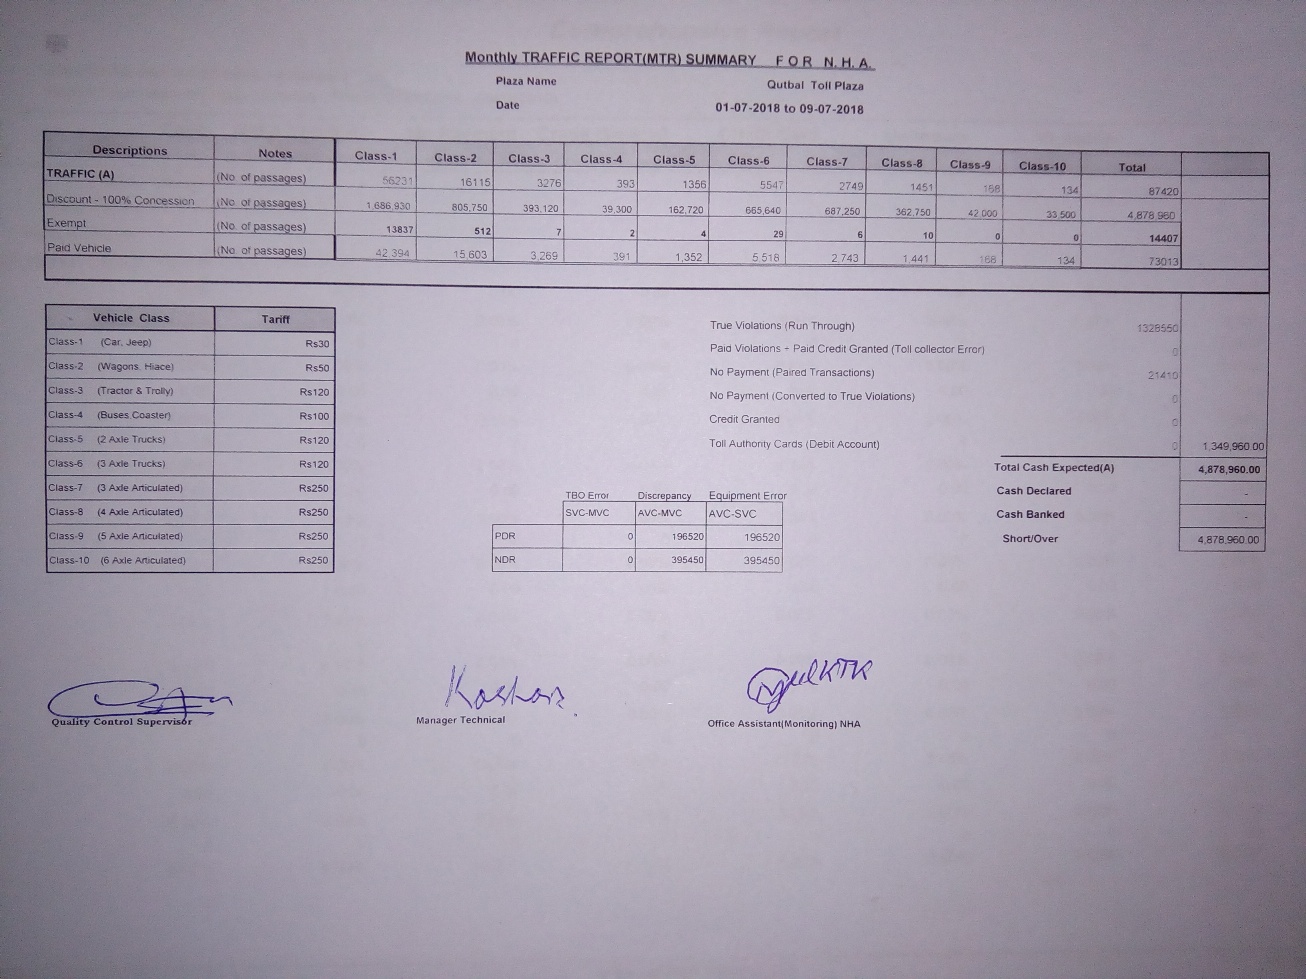 Monthly TRAFFIC REPORT(MTR) SUMMARY F O R N. H. A.
Plaza Name Qutbal Toll Plaza
Date 01-07-2018 to 09-07-2018
Descriptions Notes Class-1 Class-2 Class-3 Class-4 Class-5 Class-6 Class-7 Class-8 Class-9 Class-10 Total
TRAFFIC (A) (No. of passages) 56231 16115 3276 393 1356 5547 2749 1451 168 134 87420
Discount - 100% Concession (No. of passages) 1,686,930 805,750 393,120 39,300 162,720 665,640 687,250 362,750 42,000 33,500 4,878,960
Exempt (No. of passages) 13837 512 7 2 4 29 6 10 0 0 14407
Paid Vehicle (No. of passages) 42,394 15,603 3,269 391 1,352 5,518 2,743 1,441 168 134 73013
Vehicle Class Tariff
Class-1 (Car, Jeep) Rs30
Class-2 (Wagons, Hiace) Rs50
Class-3 (Tractor & Trolly) Rs120
Class-4 (Buses,Coaster) Rs100
Class-5 (2 Axle Trucks) Rs120
Class-6 (3 Axle Trucks) Rs120
Class-7 (3 Axle Articulated) Rs250
Class-8 (4 Axle Articulated) Rs250
Class-9 (5 Axle Articulated) Rs250
Class-10 (6 Axle Articulated) Rs250
True Violations (Run Through) 1328550
Paid Violations + Paid Credit Granted (Toll collector Error) 0
No Payment (Paired Transactions) 21410
No Payment (Converted to True Violations) 0
Credit Granted 0
Toll Authority Cards (Debit Account) 0 1,349,960.00
Total Cash Expected(A) 4,878,960.00
Cash Declared -
Cash Banked -
Short/Over 4,878,960.00
TBO Error Discrepancy Equipment Error
SVC-MVC AVC-MVC AVC-SVC
PDR 0 196520 196520
NDR 0 395450 395450
Quality Control Supervisor
Manager Technical
Office Assistant(Monitoring) NHA